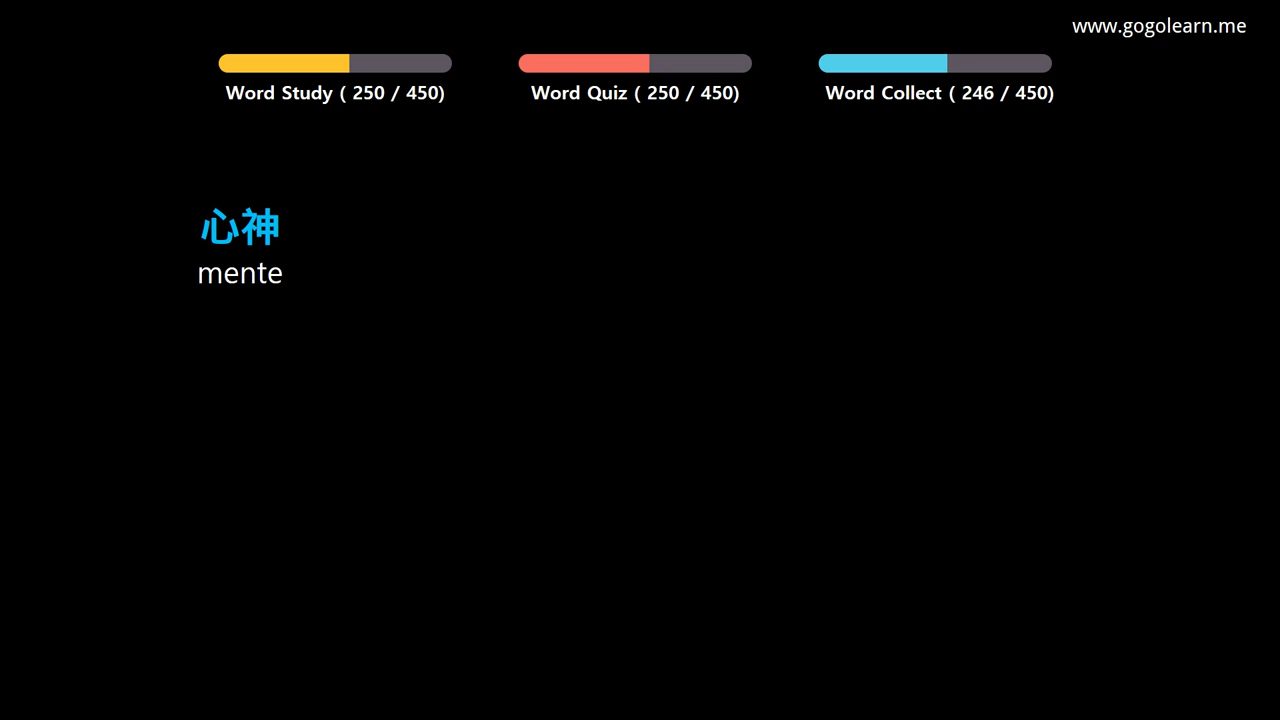 www.gogolearn.me
Word Study ( 250 / 450)
Word Quiz ( 250 / 450)
Word Collect ( 246 / 450)
心神
mente